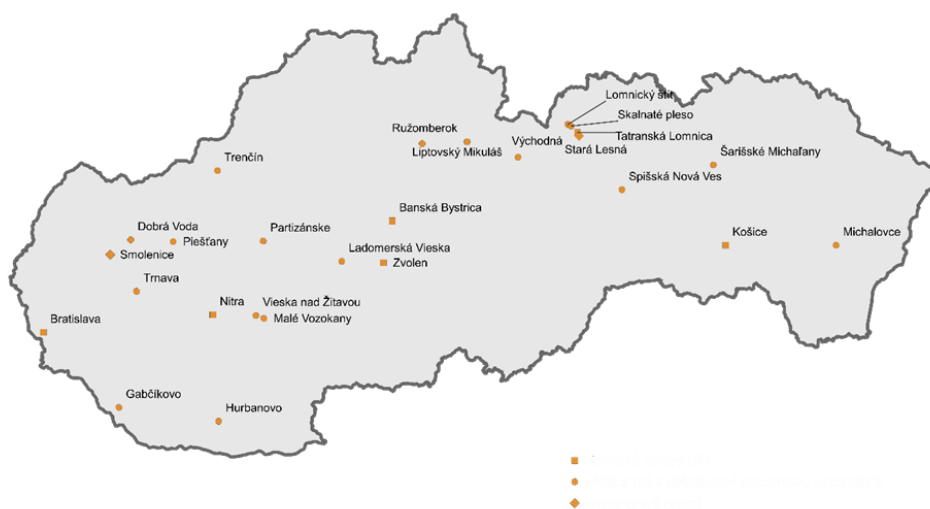 Lomnický štít
Skalnaté pleso
Tatranská Lomnica
Ružomberok
Východná
Liptovský Mikuláš
Stará Lesná
Trenčín
Šarišské Michaľany
Spišská Nová Ves
Banská Bystrica
Dobrá Voda
Piešťany
Partizánske
Košice
Michalovce
Smolenice
Ladomerská Vieska
Zvolen
Trnava
Nitra
Vieska nad Žitavou
Malé Vozokany
Bratislava
Gabčíkovo
Hurbanovo